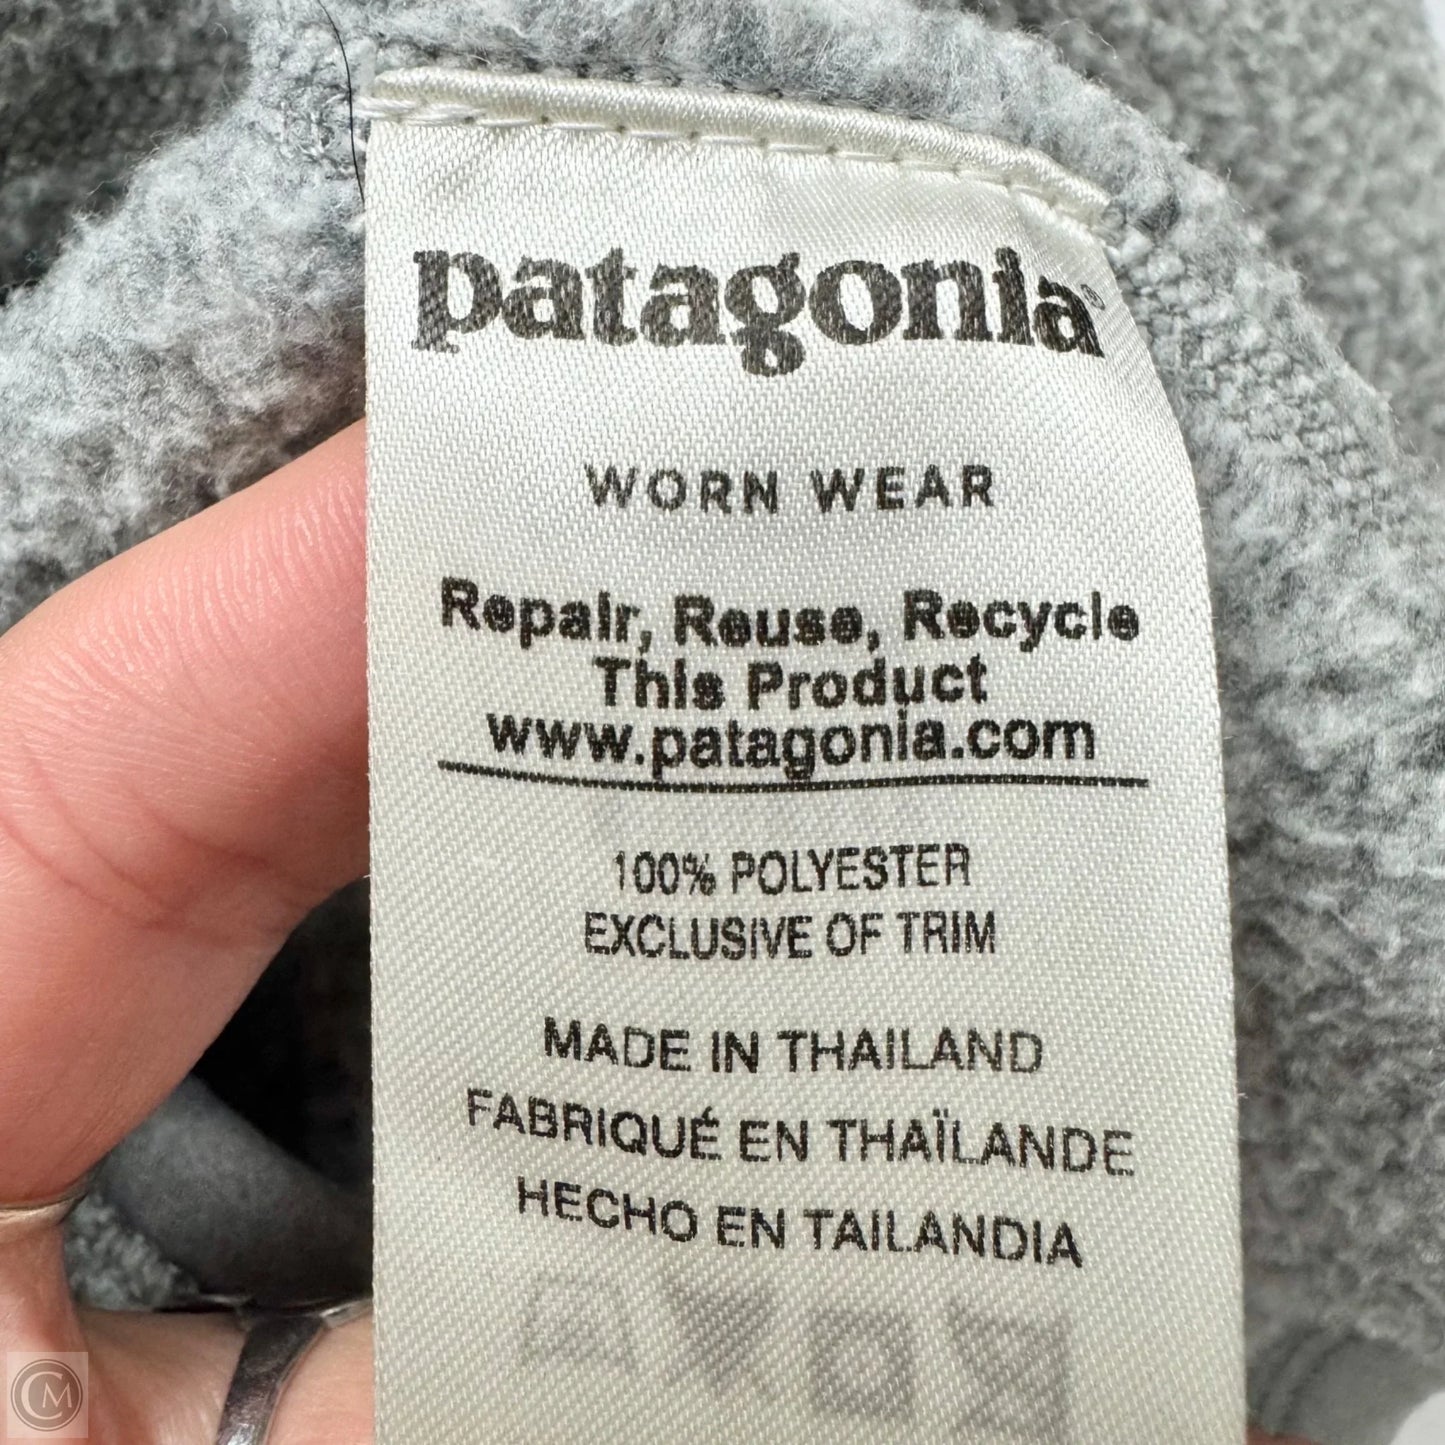 patagonia®
WORN WEAR
Repair, Reuse, Recycle
This Product
www.patagonia.com
100% POLYESTER
EXCLUSIVE OF TRIM
MADE IN THAILAND
FABRIQUÉ EN THAÏLANDE
HECHO EN TAILANDIA
CM